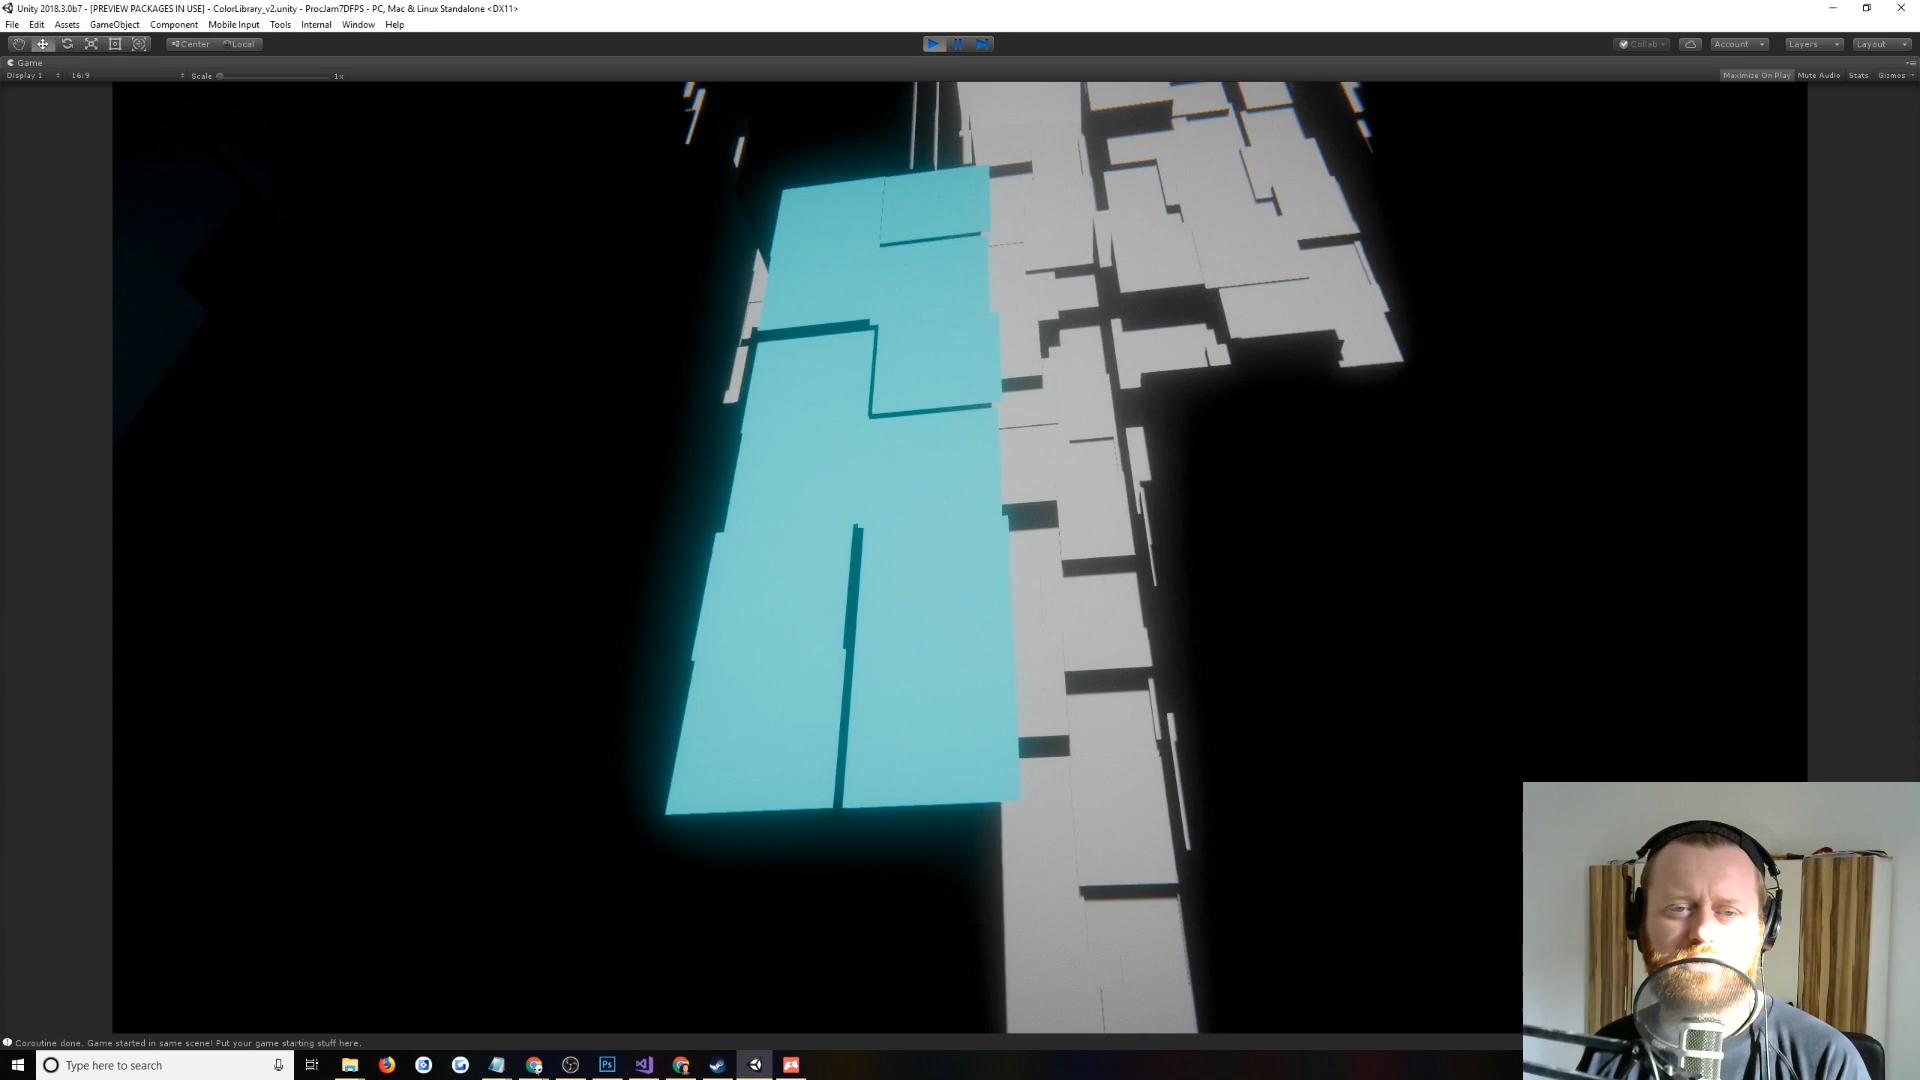 Unity 2018.3.0b7 - [PREVIEW PACKAGES IN USE] - ColorLibrary_v2.unity - ProcJam7DFPS - PC, Mac & Linux Standalone <DX11>
File Edit Assets GameObject Component Mobile Input Tools Internal Window Help
Center Local Collab Account Layers Layout
Game
Display 1 16:9 Scale 1x Maximize On Play Mute Audio Stats Gizmos
Coroutine done. Game started in same scene! Put your game starting stuff here.
Type here to search Ps